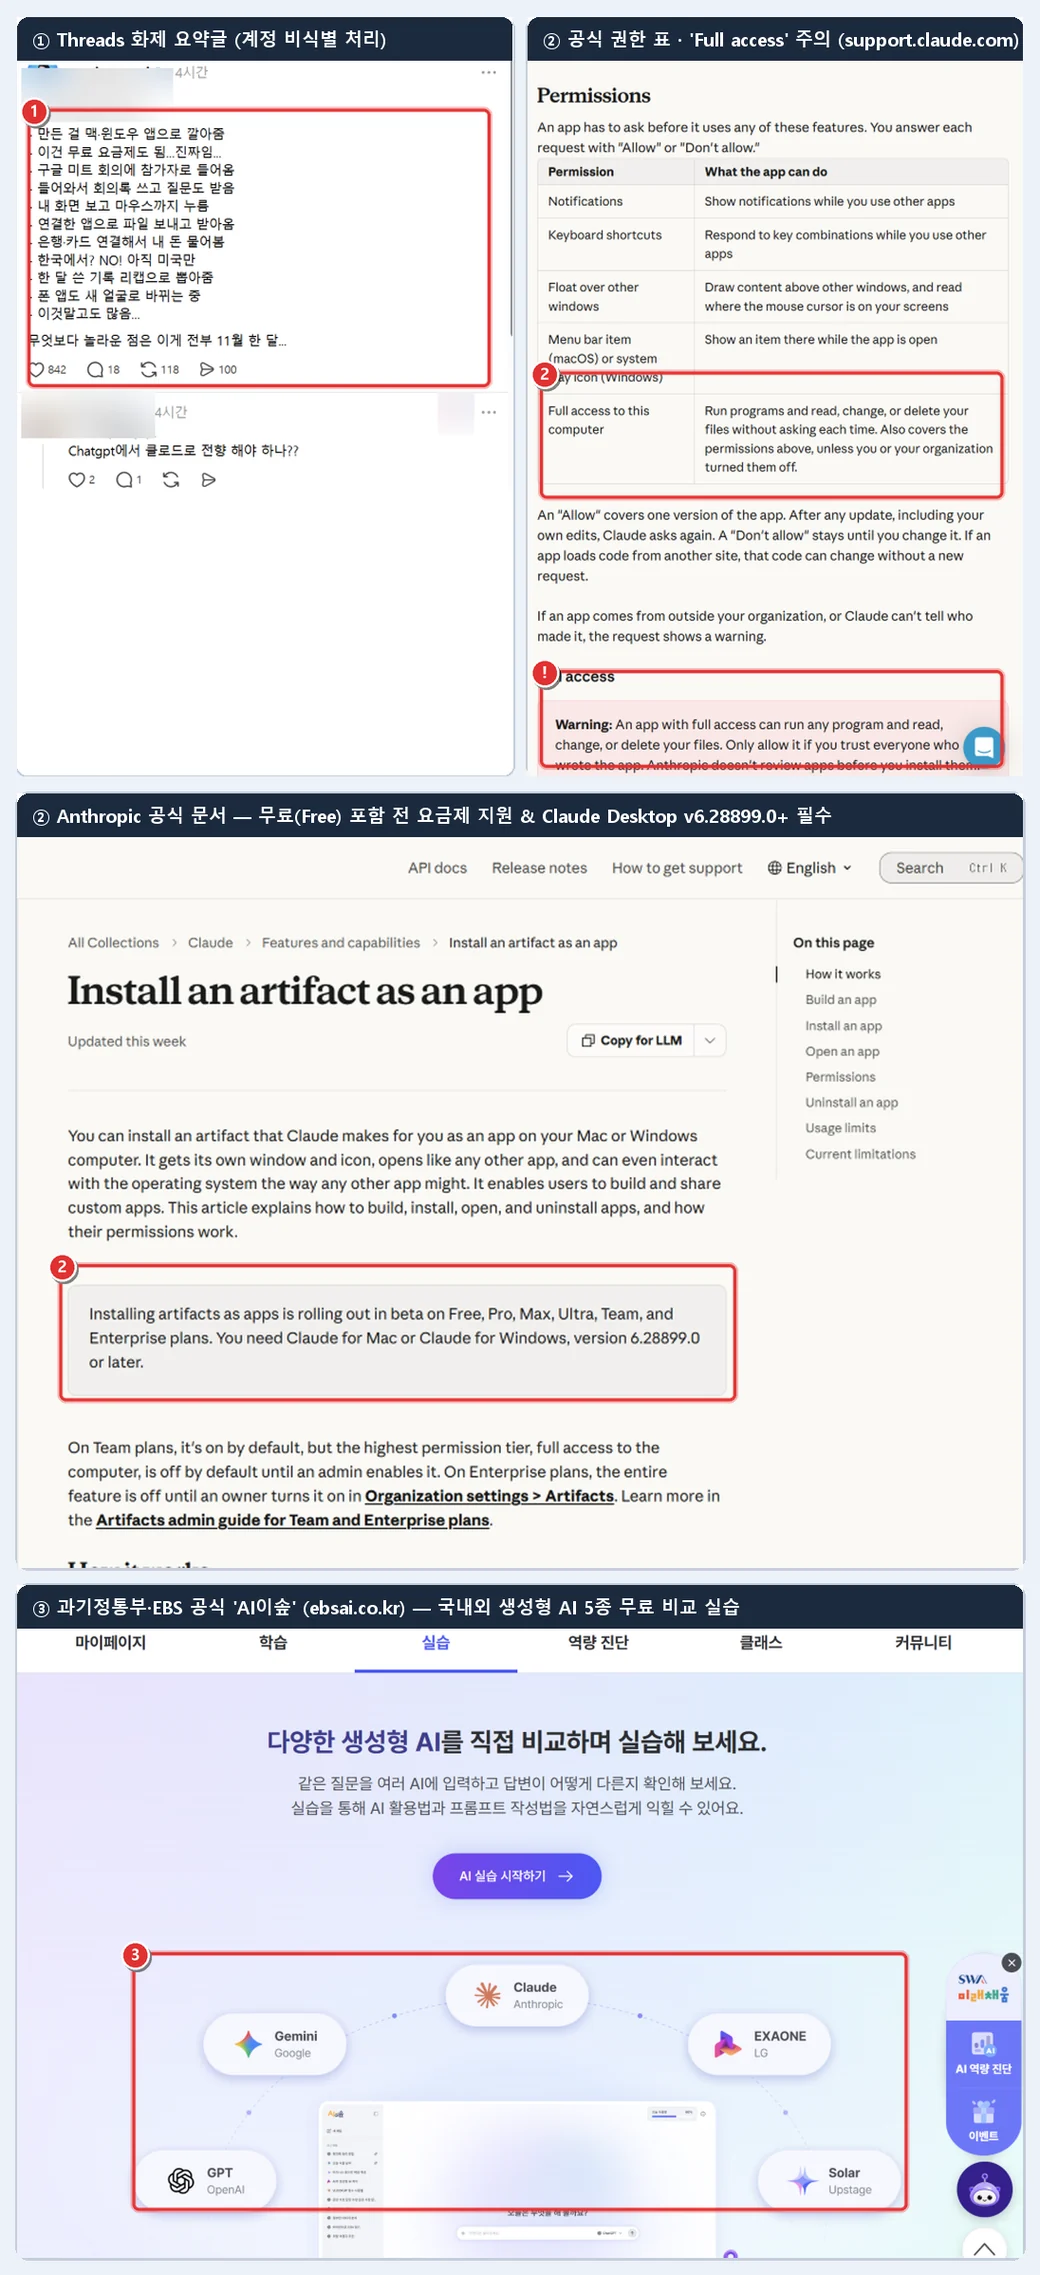 ① Threads 화제 요약글 (계정 비식별 처리)
4시간
1
- 만든 걸 맥·윈도우 앱으로 깔아줌
- 이건 무료 요금제도 됨...진짜임...
- 구글 미트 회의에 참가자로 들어옴
- 들어와서 회의록 쓰고 질문도 받음
- 내 화면 보고 마우스까지 누름
- 연결한 앱으로 파일 보내고 받아옴
- 은행·카드 연결해서 내 돈 물어봄
- 한국에서? NO! 아직 미국만
- 한 달 쓴 기록 리캡으로 뽑아줌
- 폰 앱도 새 얼굴로 바뀌는 중
- 이것말고도 많음...
무엇보다 놀라운 점은 이게 전부 11월 한 달...
842 18 118 100
4시간
Chatgpt에서 클로드로 전향 해야 하나??
2 1
② 공식 권한 표 · 'Full access' 주의 (support.claude.com)
Permissions
An app has to ask before it uses any of these features. You answer each
request with "Allow" or "Don't allow."
Permission What the app can do
Notifications Show notifications while you use other apps
Keyboard shortcuts Respond to key combinations while you use other
apps
Float over other Draw content above other windows, and read
windows where the mouse cursor is on your screens
Menu bar item Show an item there while the app is open
(macOS) or system
2
ay icon (Windows)
Full access to this Run programs and read, change, or delete your
computer files without asking each time. Also covers the
permissions above, unless you or your organization
turned them off.
An "Allow" covers one version of the app. After any update, including your
own edits, Claude asks again. A "Don't allow" stays until you change it. If an
app loads code from another site, that code can change without a new
request.
If an app comes from outside your organization, or Claude can't tell who
made it, the request shows a warning.
!
access
Warning: An app with full access can run any program and read,
change, or delete your files. Only allow it if you trust everyone who
wrote the app. Anthropic doesn't review apps before you install them.
② Anthropic 공식 문서 — 무료(Free) 포함 전 요금제 지원 & Claude Desktop v6.28899.0+ 필수
API docs Release notes How to get support English Search Ctrl K
All Collections > Claude > Features and capabilities > Install an artifact as an app
On this page
How it works
Build an app
Install an app
Open an app
Permissions
Uninstall an app
Usage limits
Current limitations
Install an artifact as an app
Updated this week
Copy for LLM
You can install an artifact that Claude makes for you as an app on your Mac or Windows
computer. It gets its own window and icon, opens like any other app, and can even interact
with the operating system the way any other app might. It enables users to build and share
custom apps. This article explains how to build, install, open, and uninstall apps, and how
their permissions work.
2
Installing artifacts as apps is rolling out in beta on Free, Pro, Max, Ultra, Team, and
Enterprise plans. You need Claude for Mac or Claude for Windows, version 6.28899.0
or later.
On Team plans, it's on by default, but the highest permission tier, full access to the
computer, is off by default until an admin enables it. On Enterprise plans, the entire
feature is off until an owner turns it on in Organization settings > Artifacts. Learn more in
the Artifacts admin guide for Team and Enterprise plans.
How it works
③ 과기정통부·EBS 공식 'AI이숲' (ebsai.co.kr) — 국내외 생성형 AI 5종 무료 비교 실습
마이페이지 학습 실습 역량 진단 클래스 커뮤니티
다양한 생성형 AI를 직접 비교하며 실습해 보세요.
같은 질문을 여러 AI에 입력하고 답변이 어떻게 다른지 확인해 보세요.
실습을 통해 AI 활용법과 프롬프트 작성법을 자연스럽게 익힐 수 있어요.
AI 실습 시작하기 →
3
Claude
Anthropic
Gemini
Google
EXAONE
LG
GPT
OpenAI
Solar
Upstage
SW·AI
미래채움
AI
AI 역량 진단
이벤트